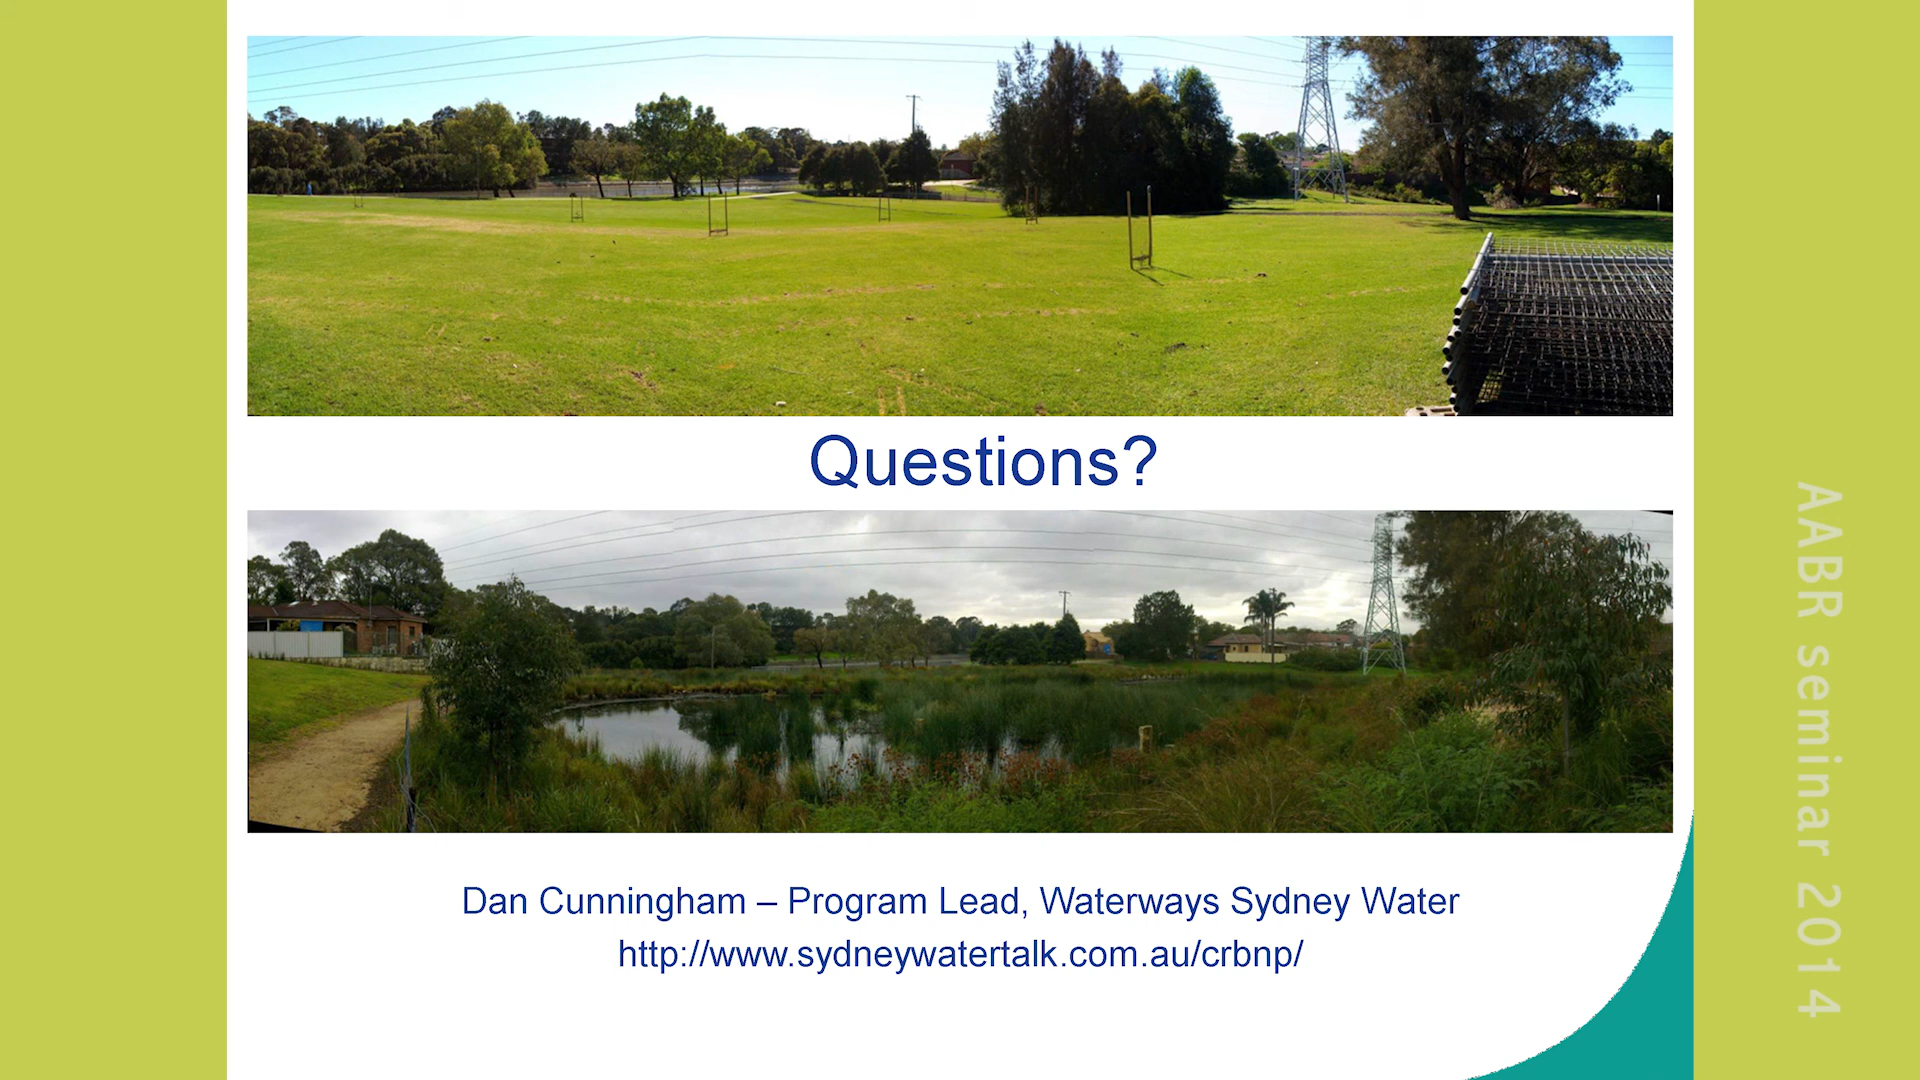 Questions?
Dan Cunningham – Program Lead, Waterways Sydney Water
http://www.sydneywatertalk.com.au/crbnp/
AABR seminar 2014